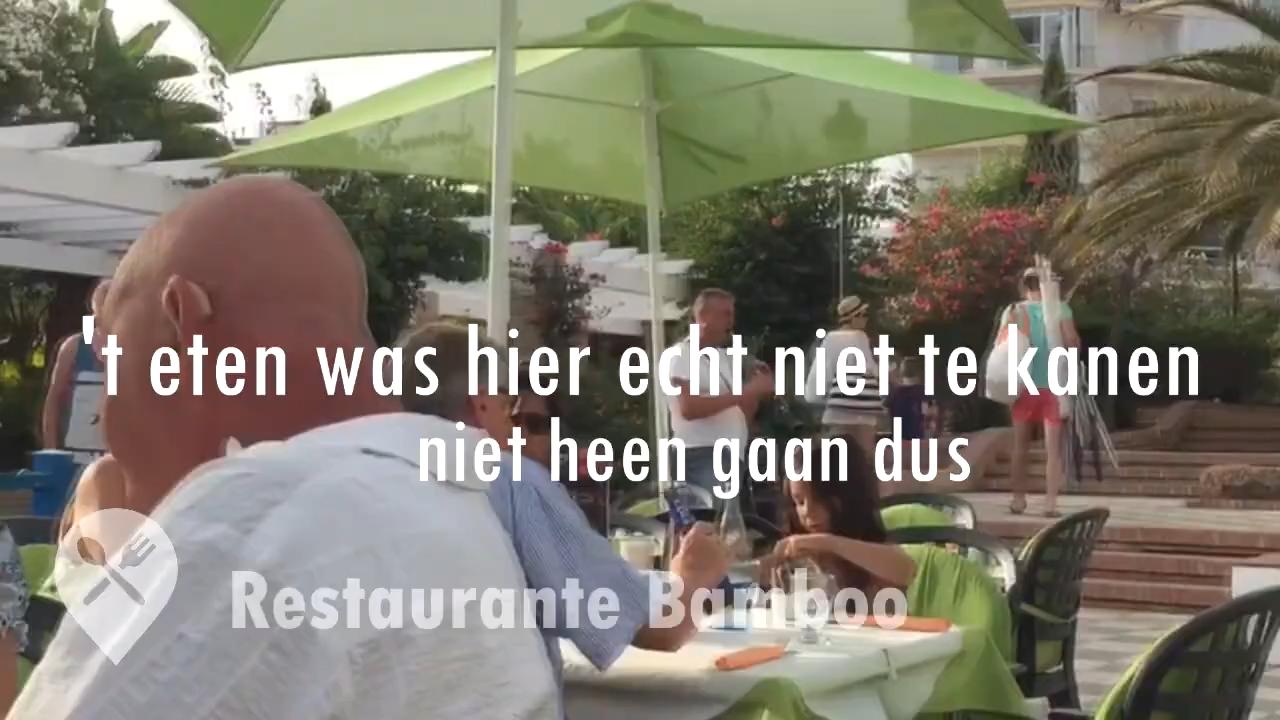 't eten was hier echt niet te kanen
niet heen gaan dus
Restaurante Bamboo